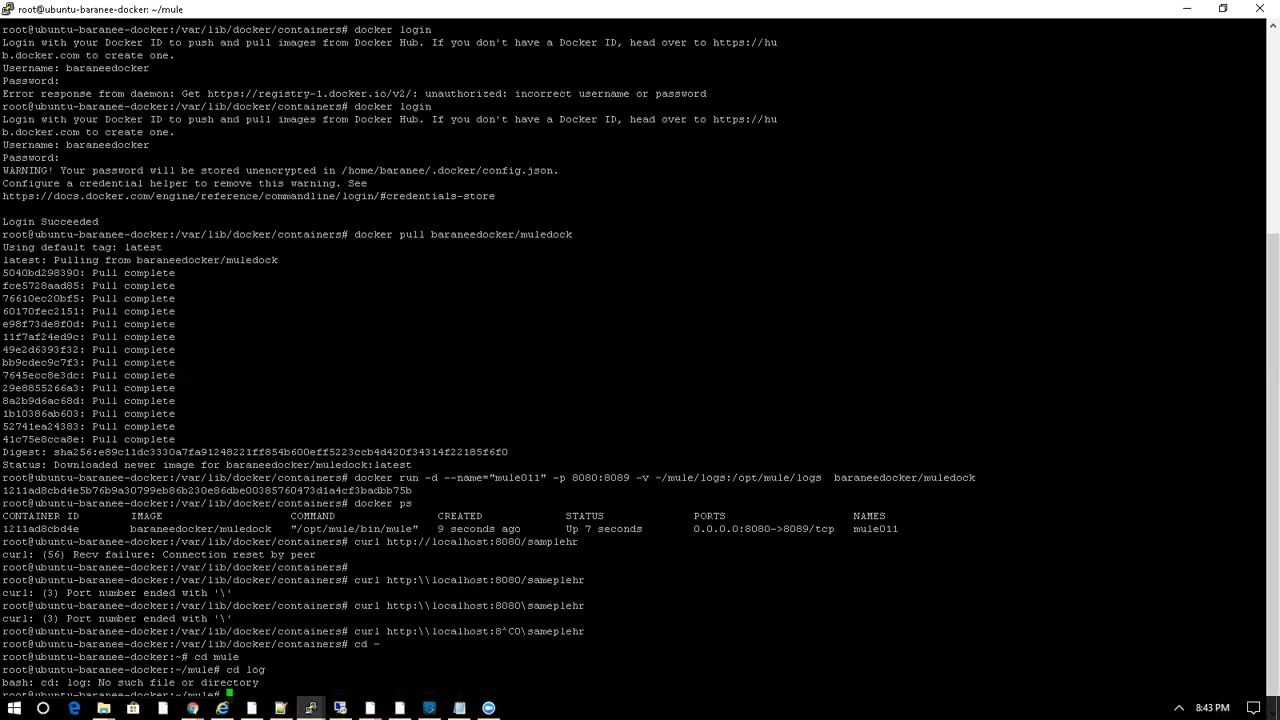 root@ubuntu-baranee-docker: ~/mule
root@ubuntu-baranee-docker:/var/lib/docker/containers# docker login
Login with your Docker ID to push and pull images from Docker Hub. If you don't have a Docker ID, head over to https://hu
b.docker.com to create one.
Username: baraneedocker
Password:
Error response from daemon: Get https://registry-1.docker.io/v2/: unauthorized: incorrect username or password
root@ubuntu-baranee-docker:/var/lib/docker/containers# docker login
Login with your Docker ID to push and pull images from Docker Hub. If you don't have a Docker ID, head over to https://hu
b.docker.com to create one.
Username: baraneedocker
Password:
WARNING! Your password will be stored unencrypted in /home/baranee/.docker/config.json.
Configure a credential helper to remove this warning. See
https://docs.docker.com/engine/reference/commandline/login/#credentials-store
Login Succeeded
root@ubuntu-baranee-docker:/var/lib/docker/containers# docker pull baraneedocker/muledock
Using default tag: latest
latest: Pulling from baraneedocker/muledock
5040bd298390: Pull complete
fce5728aad85: Pull complete
76610ec20bf5: Pull complete
60170fec2151: Pull complete
e98f73de8f0d: Pull complete
11f7af24ed9c: Pull complete
49e2d6393f32: Pull complete
bb9cdec9c7f3: Pull complete
7645ecc8e3dc: Pull complete
29e8855266a3: Pull complete
8a2b9d6ac68d: Pull complete
1b10386ab603: Pull complete
52741ea24383: Pull complete
41c75e8cca8e: Pull complete
Digest: sha256:e89c11dc3330a7fa91248221ff854b600eff5223ccb4d420f34314f22185f6f0
Status: Downloaded newer image for baraneedocker/muledock:latest
root@ubuntu-baranee-docker:/var/lib/docker/containers# docker run -d --name="mule011" -p 8080:8089 -v ~/mule/logs:/opt/mule/logs  baraneedocker/muledock
1211ad8cbd4e5b76b9a30799eb86b230e86dbe00385760473d1a4cf3badbb75b
root@ubuntu-baranee-docker:/var/lib/docker/containers# docker ps
CONTAINER ID        IMAGE                    COMMAND                CREATED             STATUS              PORTS                    NAMES
1211ad8cbd4e        baraneedocker/muledock   "/opt/mule/bin/mule"   9 seconds ago       Up 7 seconds        0.0.0.0:8080->8089/tcp   mule011
root@ubuntu-baranee-docker:/var/lib/docker/containers# curl http://localhost:8080/samplehr
curl: (56) Recv failure: Connection reset by peer
root@ubuntu-baranee-docker:/var/lib/docker/containers#
root@ubuntu-baranee-docker:/var/lib/docker/containers# curl http:\\localhost:8080/sameplehr
curl: (3) Port number ended with '\'
root@ubuntu-baranee-docker:/var/lib/docker/containers# curl http:\\localhost:8080\sameplehr
curl: (3) Port number ended with '\'
root@ubuntu-baranee-docker:/var/lib/docker/containers# curl http:\\localhost:8^C0\sameplehr
root@ubuntu-baranee-docker:/var/lib/docker/containers# cd ~
root@ubuntu-baranee-docker:~# cd mule
root@ubuntu-baranee-docker:~/mule# cd log
bash: cd: log: No such file or directory
root@ubuntu-baranee-docker:~/mule#
8:43 PM